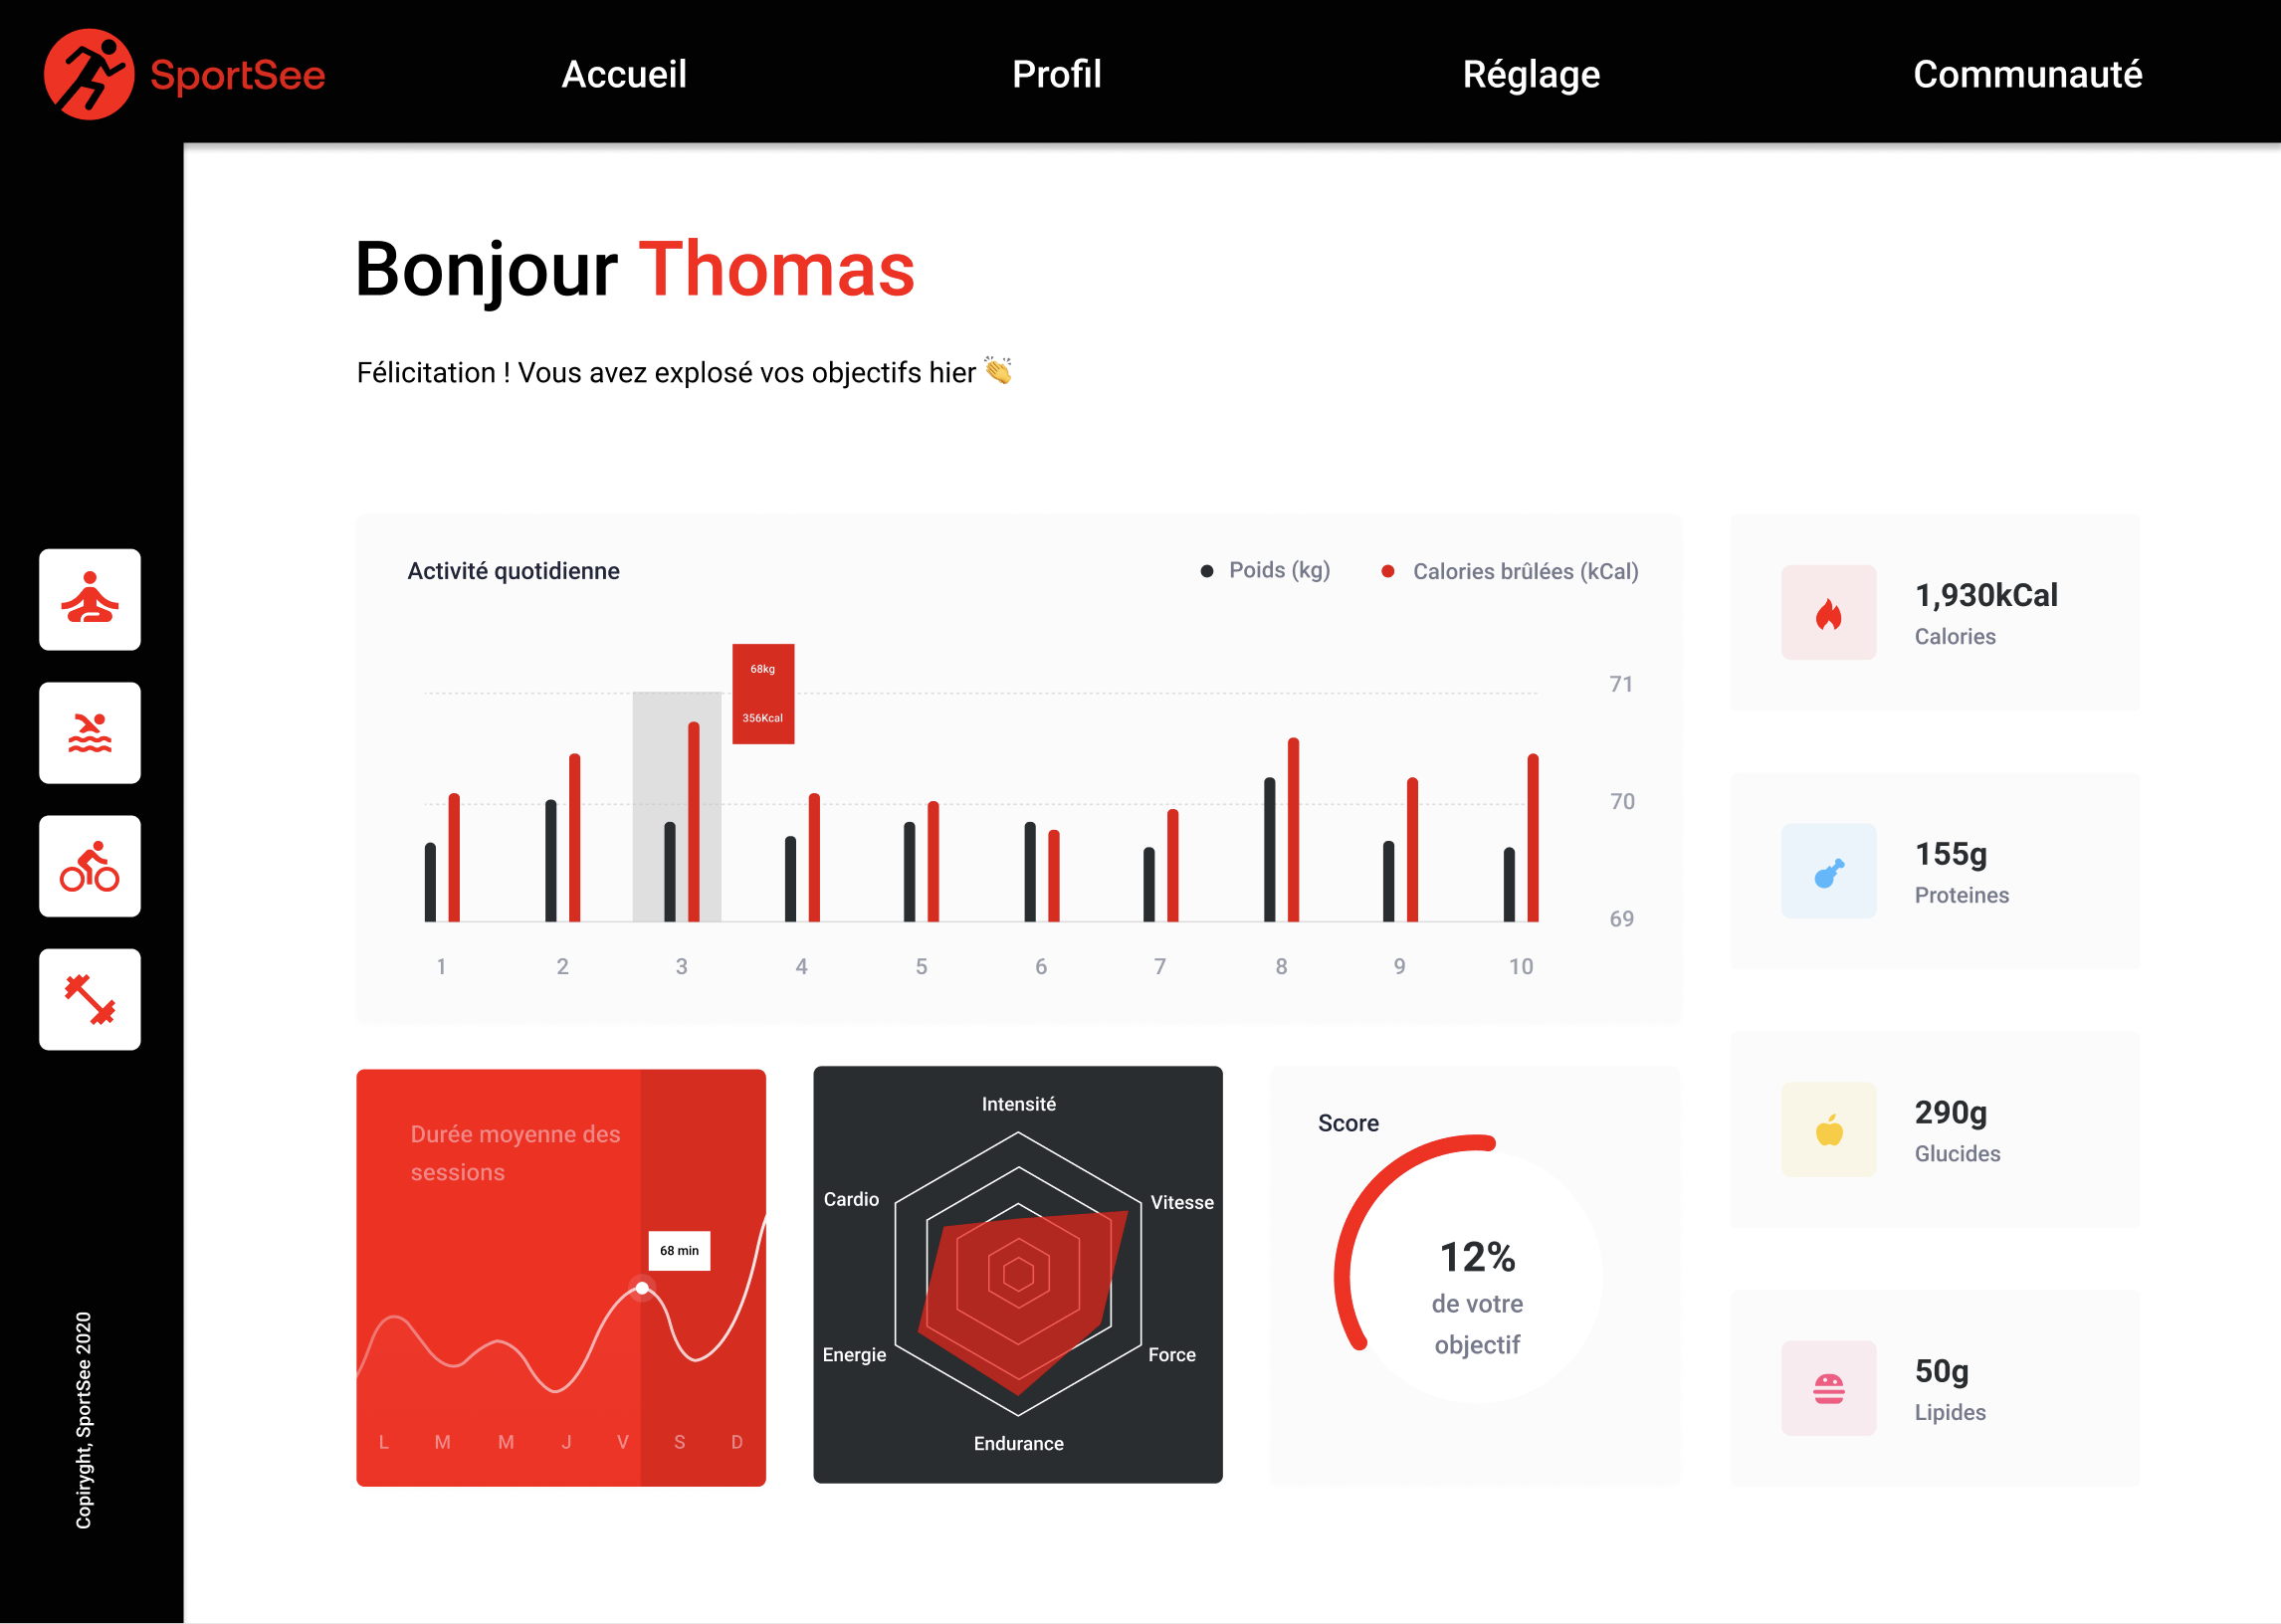 SportSee
Accueil
Profil
Réglage
Communauté
Bonjour Thomas
Félicitation ! Vous avez explosé vos objectifs hier 👏
Activité quotidienne
Poids (kg)
Calories brûlées (kCal)
68kg
356Kcal
71
70
69
1 2 3 4 5 6 7 8 9 10
1,930kCal
Calories
155g
Proteines
290g
Glucides
50g
Lipides
Durée moyenne des
sessions
68 min
L M M J V S D
Intensité
Vitesse
Force
Endurance
Energie
Cardio
Score
12%
de votre
objectif
Copiryght, SportSee 2020